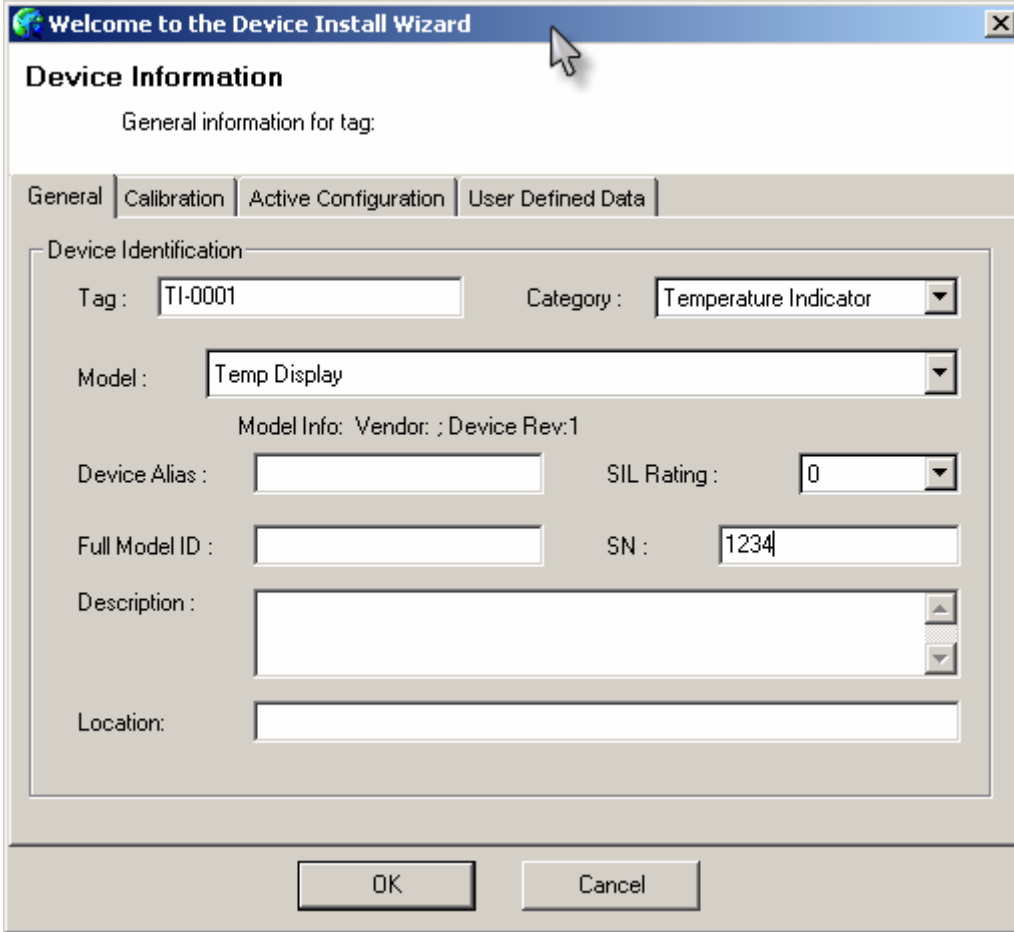 Welcome to the Device Install Wizard
Device Information
General information for tag:
General Calibration Active Configuration User Defined Data
Device Identification
Tag : TI-0001 Category : Temperature Indicator
Model : Temp Display
Model Info: Vendor: ; Device Rev:1
Device Alias : SIL Rating : 0
Full Model ID : SN : 1234
Description :
Location:
OK Cancel